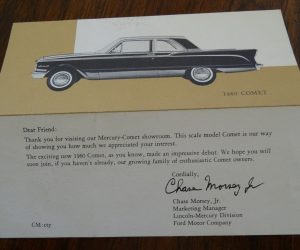 1960 COMET
Dear Friend:
Thank you for visiting our Mercury-Comet showroom. This scale model Comet is our way
of showing you how much we appreciated your interest.
The exciting new 1960 Comet, as you know, made an impressive debut. We hope you will
soon join, if you haven't already, our growing family of enthusiastic Comet owners.
Cordially,
Chase Morsey Jr
Chase Morsey, Jr.
Marketing Manager
Lincoln-Mercury Division
Ford Motor Company